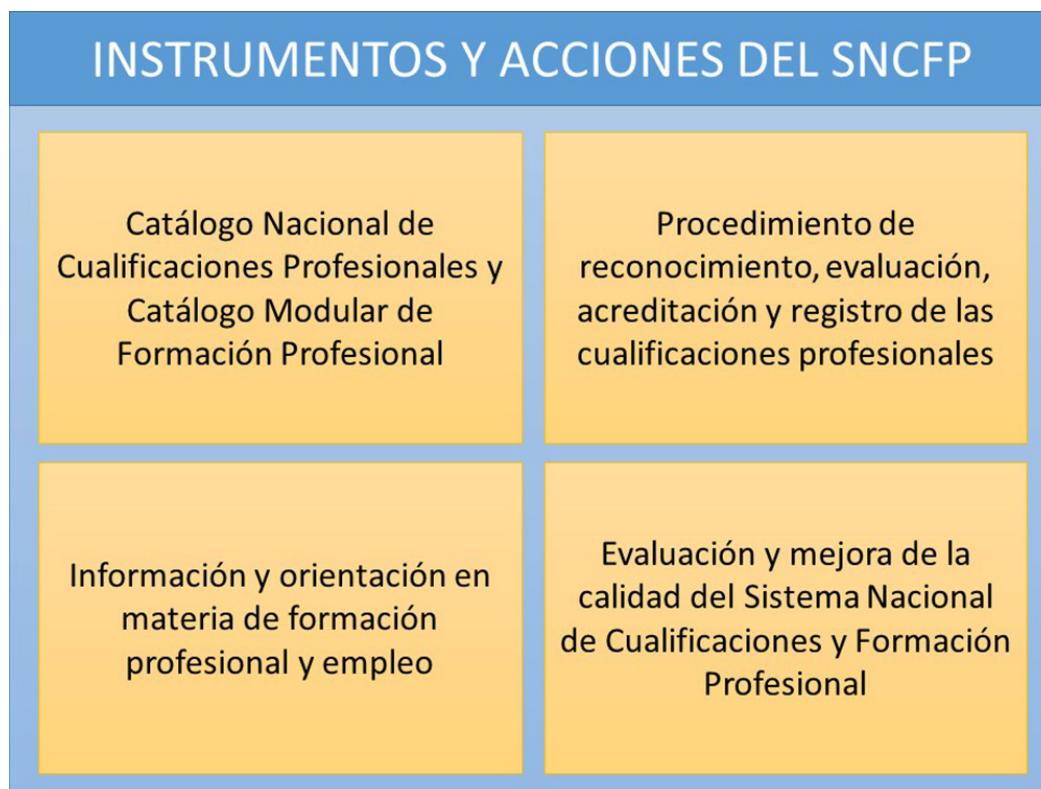 INSTRUMENTOS Y ACCIONES DEL SNCFP
Catálogo Nacional de
Cualificaciones Profesionales y
Catálogo Modular de
Formación Profesional
Procedimiento de
reconocimiento, evaluación,
acreditación y registro de las
cualificaciones profesionales
Información y orientación en
materia de formación
profesional y empleo
Evaluación y mejora de la
calidad del Sistema Nacional
de Cualificaciones y Formación
Profesional